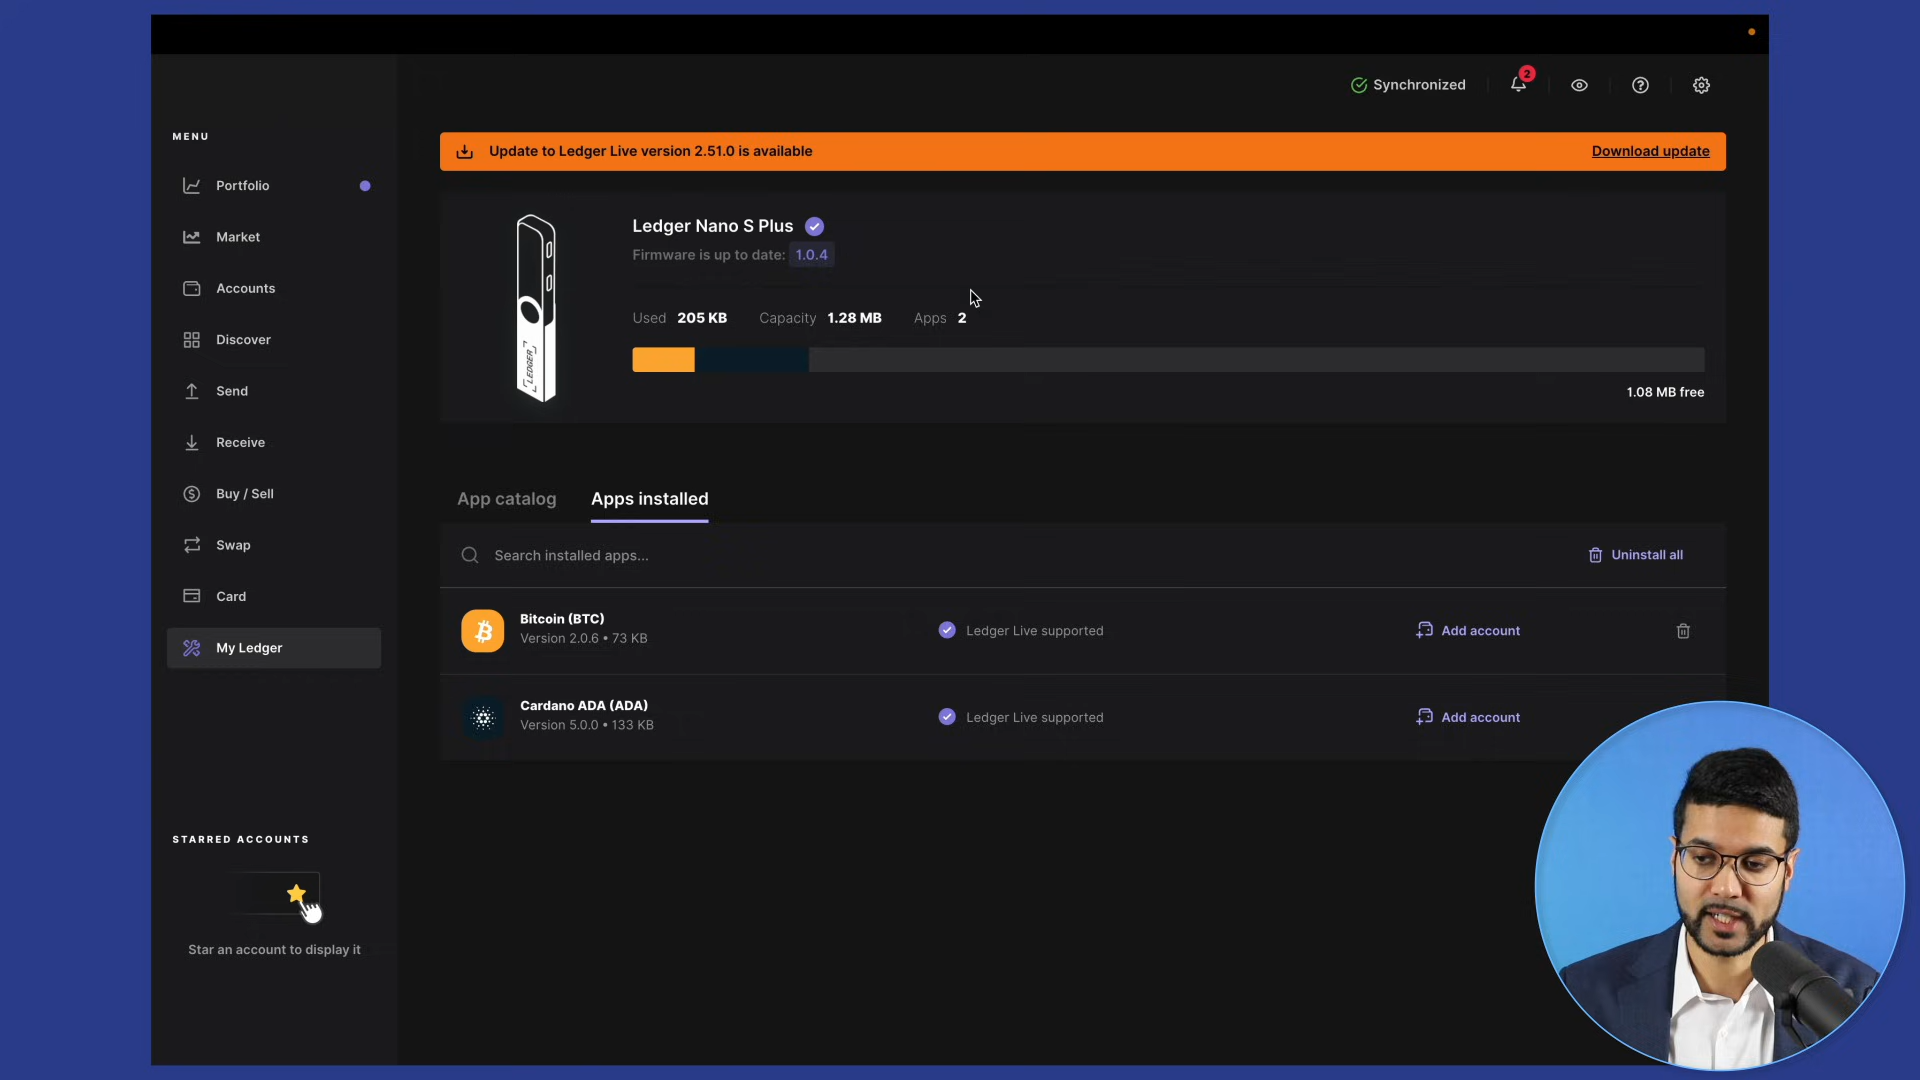 Synchronized
2
MENU
Update to Ledger Live version 2.51.0 is available
Download update
Portfolio
Market
Accounts
Discover
Send
Receive
Buy / Sell
Swap
Card
My Ledger
Ledger Nano S Plus
Firmware is up to date: 1.0.4
Used 205 KB Capacity 1.28 MB Apps 2
LEDGER
1.08 MB free
App catalog Apps installed
Search installed apps...
Uninstall all
Bitcoin (BTC)
Version 2.0.6 • 73 KB
Ledger Live supported
Add account
Cardano ADA (ADA)
Version 5.0.0 • 133 KB
Ledger Live supported
Add account
STARRED ACCOUNTS
Star an account to display it